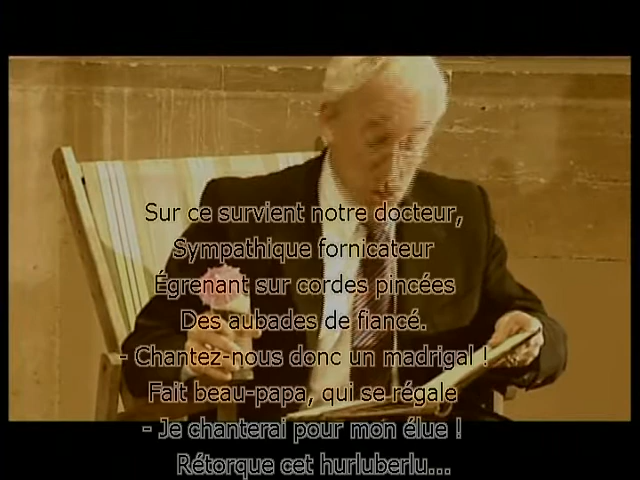 Sur ce survient notre docteur,
Sympathique fornicateur
Égrenant sur cordes pincées
Des aubades de fiancé.
- Chantez-nous donc un madrigal !
Fait beau-papa, qui se régale
- Je chanterai pour mon élue !
Rétorque cet hurluberlu...